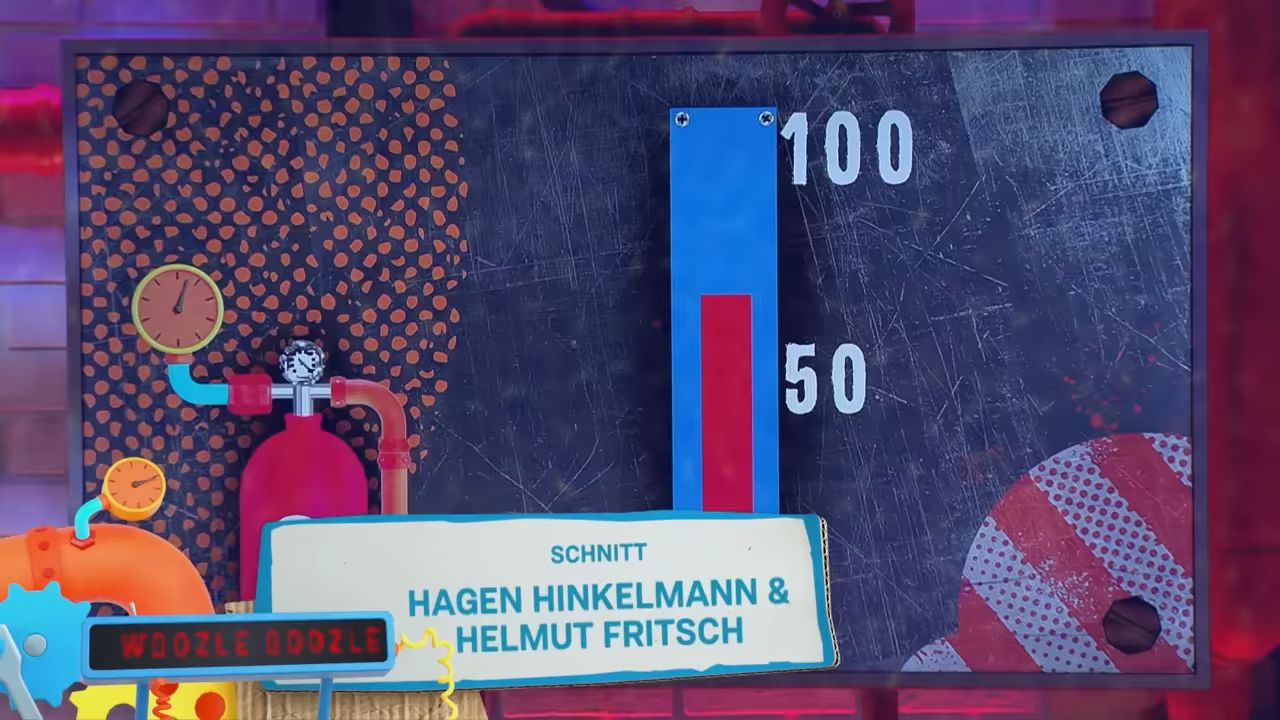 100
50
SCHNITT
HAGEN HINKELMANN &
HELMUT FRITSCH
WOOZLE GOOZLE